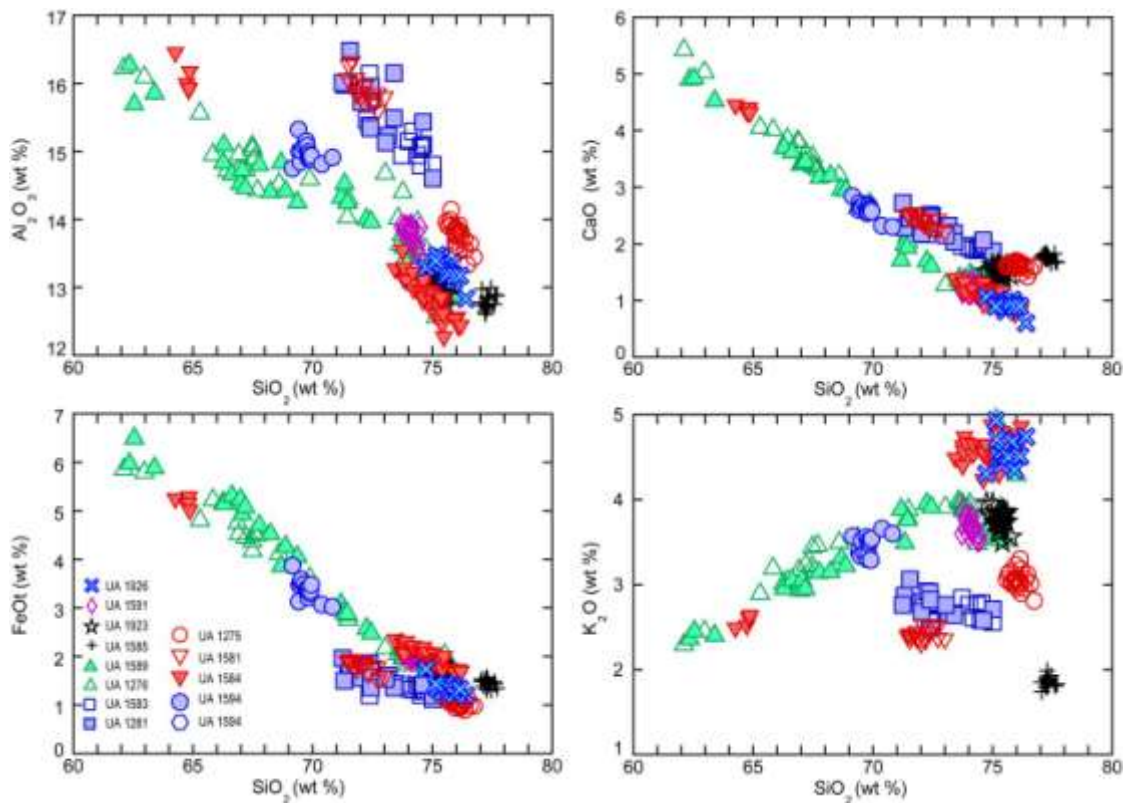 17
16
15
14
13
12
Al2O3 (wt %)
60 65 70 75 80
SiO2 (wt %)
6
5
4
3
2
1
0
CaO (wt %)
60 65 70 75 80
SiO2 (wt %)
7
6
5
4
3
2
1
0
FeOt (wt %)
UA 1926
UA 1591
UA 1923
UA 1585
UA 1589
UA 1276
UA 1593
UA 1281
UA 1275
UA 1581
UA 1584
UA 1594
UA 1594
60 65 70 75 80
SiO2 (wt %)
5
4
3
2
1
K2O (wt %)
60 65 70 75 80
SiO2 (wt %)